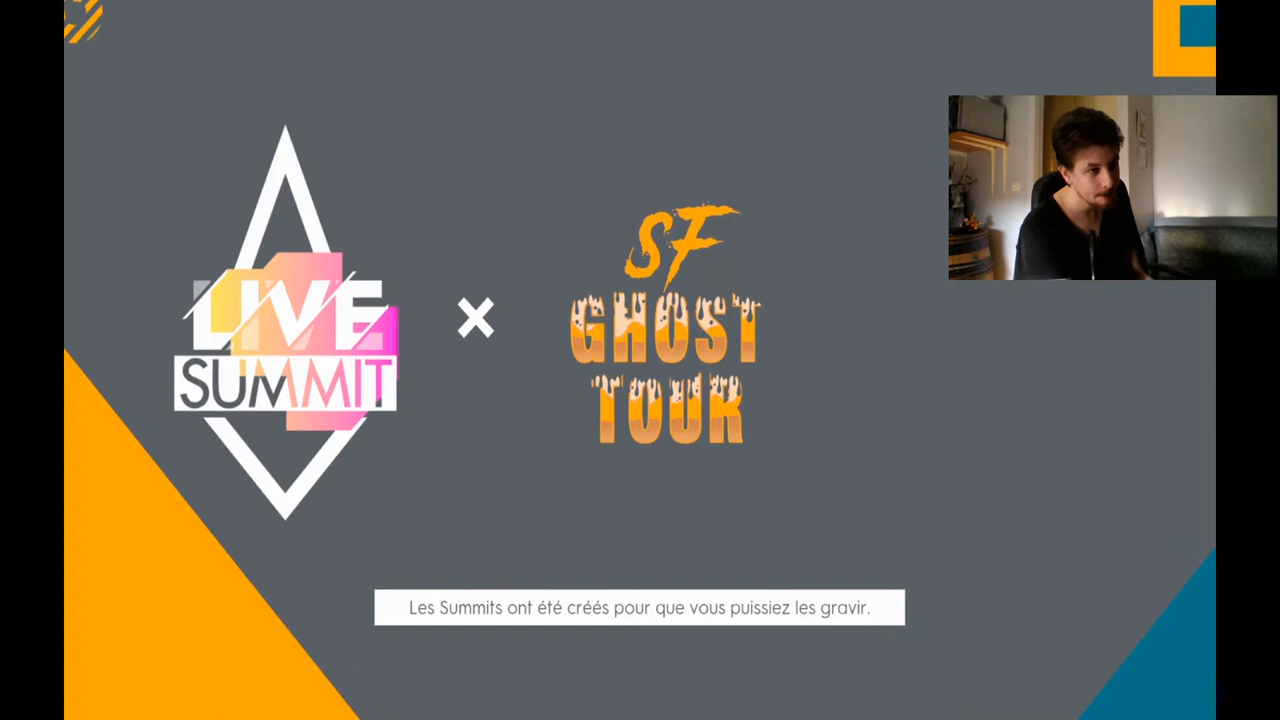 LIVE
SUMMIT
×
SF
GHOST
TOUR
Les Summits ont été créés pour que vous puissiez les gravir.